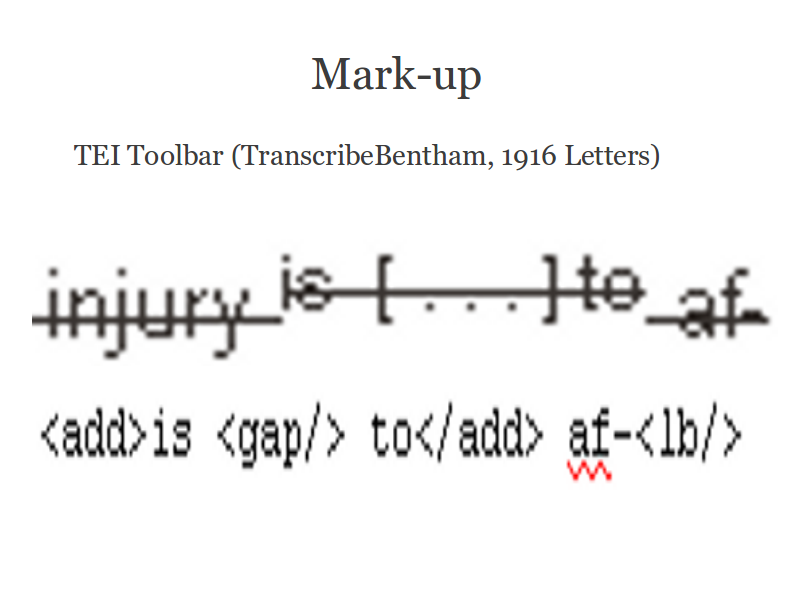 Mark-up
TEI Toolbar (TranscribeBentham, 1916 Letters)
injury is [...] to af-
<add>is <gap/> to</add> af-<lb/>